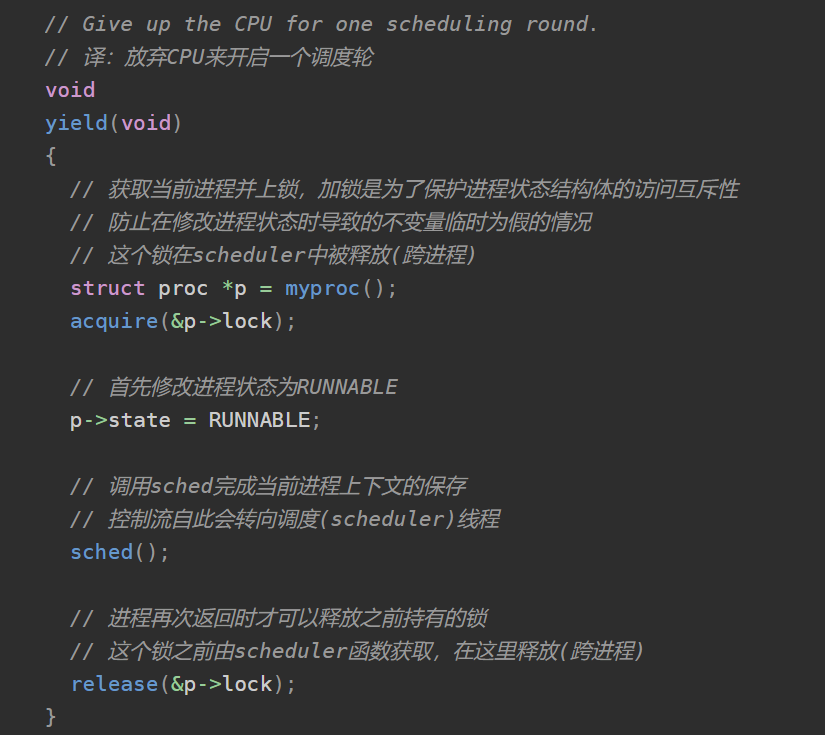 // Give up the CPU for one scheduling round.
// 译：放弃CPU来开启一个调度轮
void
yield(void)
{
// 获取当前进程并上锁，加锁是为了保护进程状态结构体的访问互斥性
// 防止在修改进程状态时导致的不变量临时为假的情况
// 这个锁在scheduler中被释放(跨进程)
struct proc *p = myproc();
acquire(&p->lock);
// 首先修改进程状态为RUNNABLE
p->state = RUNNABLE;
// 调用sched完成当前进程上下文的保存
// 控制流自此会转向调度(scheduler)线程
sched();
// 进程再次返回时才可以释放之前持有的锁
// 这个锁之前由scheduler函数获取，在这里释放(跨进程)
release(&p->lock);
}